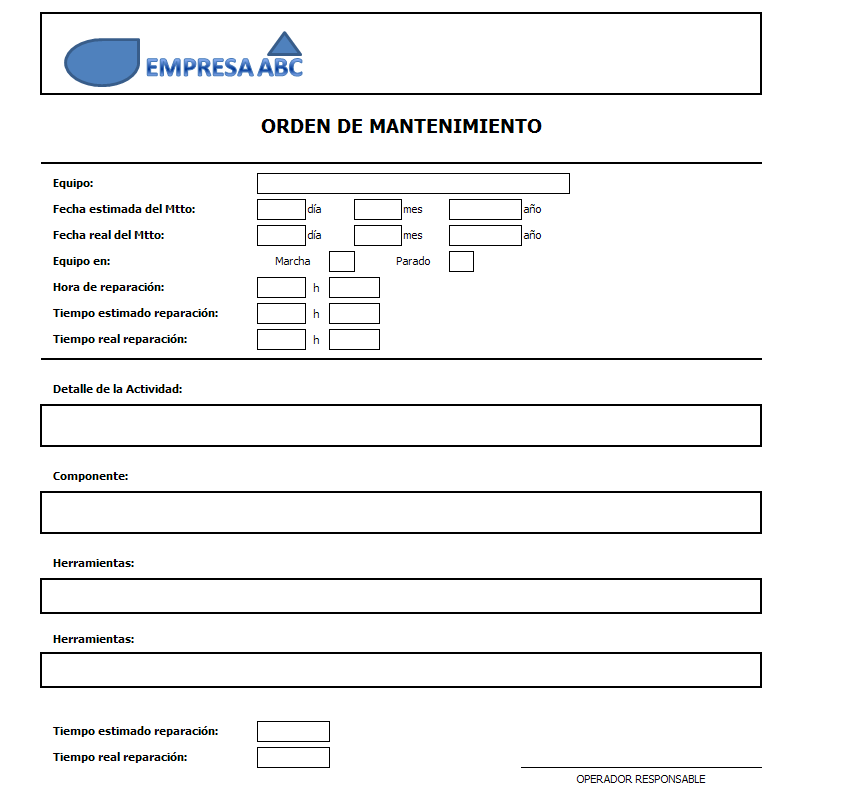 EMPRESA ABC
ORDEN DE MANTENIMIENTO
Equipo:
Fecha estimada del Mtto: día mes año
Fecha real del Mtto: día mes año
Equipo en: Marcha Parado
Hora de reparación: h
Tiempo estimado reparación: h
Tiempo real reparación: h
Detalle de la Actividad:
Componente:
Herramientas:
Herramientas:
Tiempo estimado reparación:
Tiempo real reparación:
OPERADOR RESPONSABLE